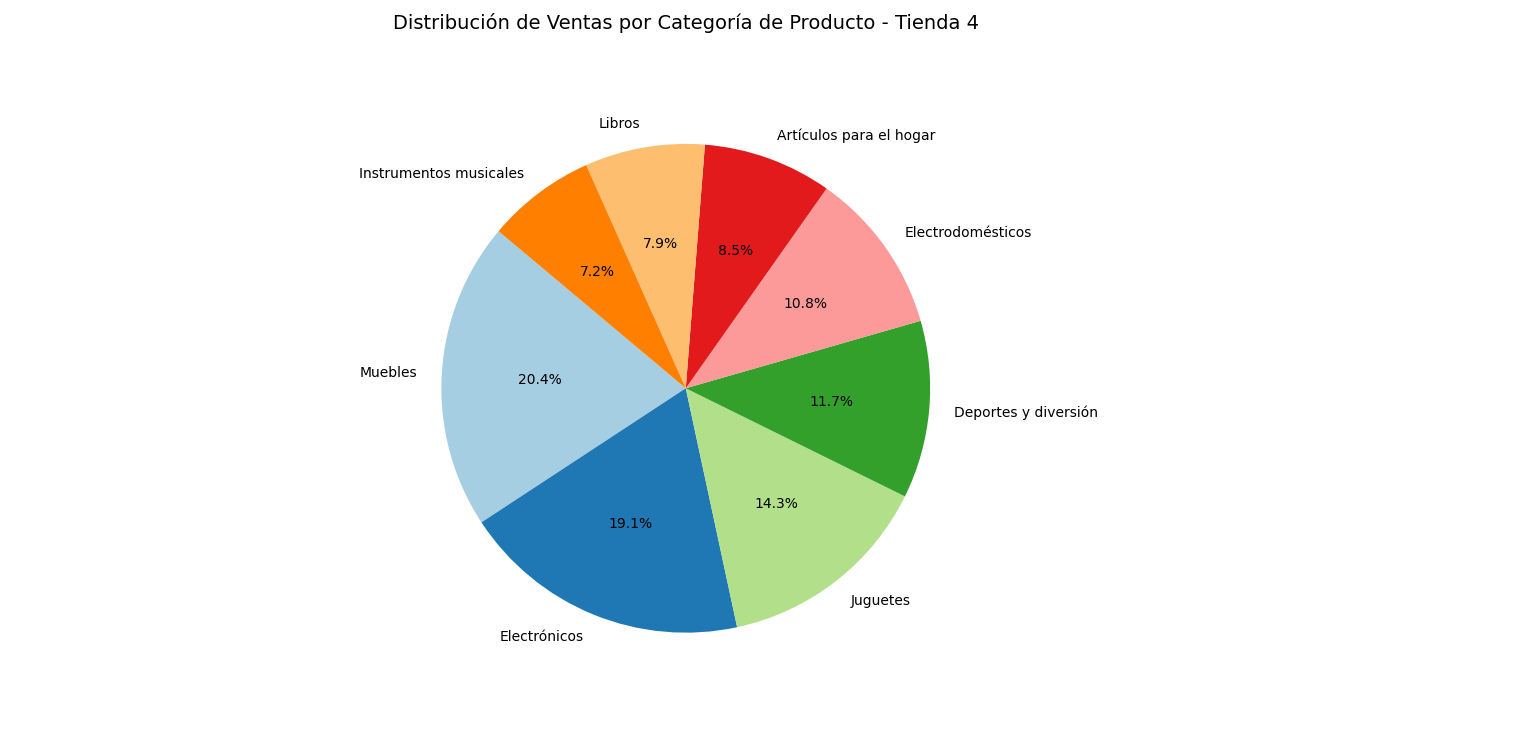 Distribución de Ventas por Categoría de Producto - Tienda 4
Libros
Artículos para el hogar
Instrumentos musicales
Electrodomésticos
7.9%
8.5%
7.2%
10.8%
Muebles
20.4%
11.7%
Deportes y diversión
14.3%
19.1%
Juguetes
Electrónicos